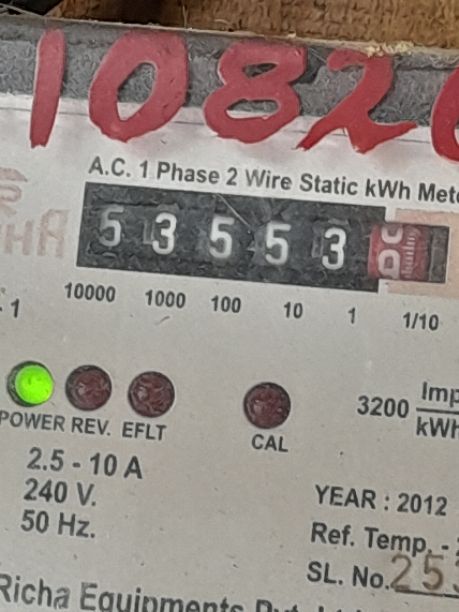 1082
A.C. 1 Phase 2 Wire Static kWh Mete
5 3 5 5 3
10000 1000 100 10 1 1/10
1
3200 Imp
kWh
POWER REV. EFLT
CAL
2.5 - 10 A
240 V.
50 Hz.
YEAR : 2012
Ref. Temp. -
SL. No. 253
Richa Equipments